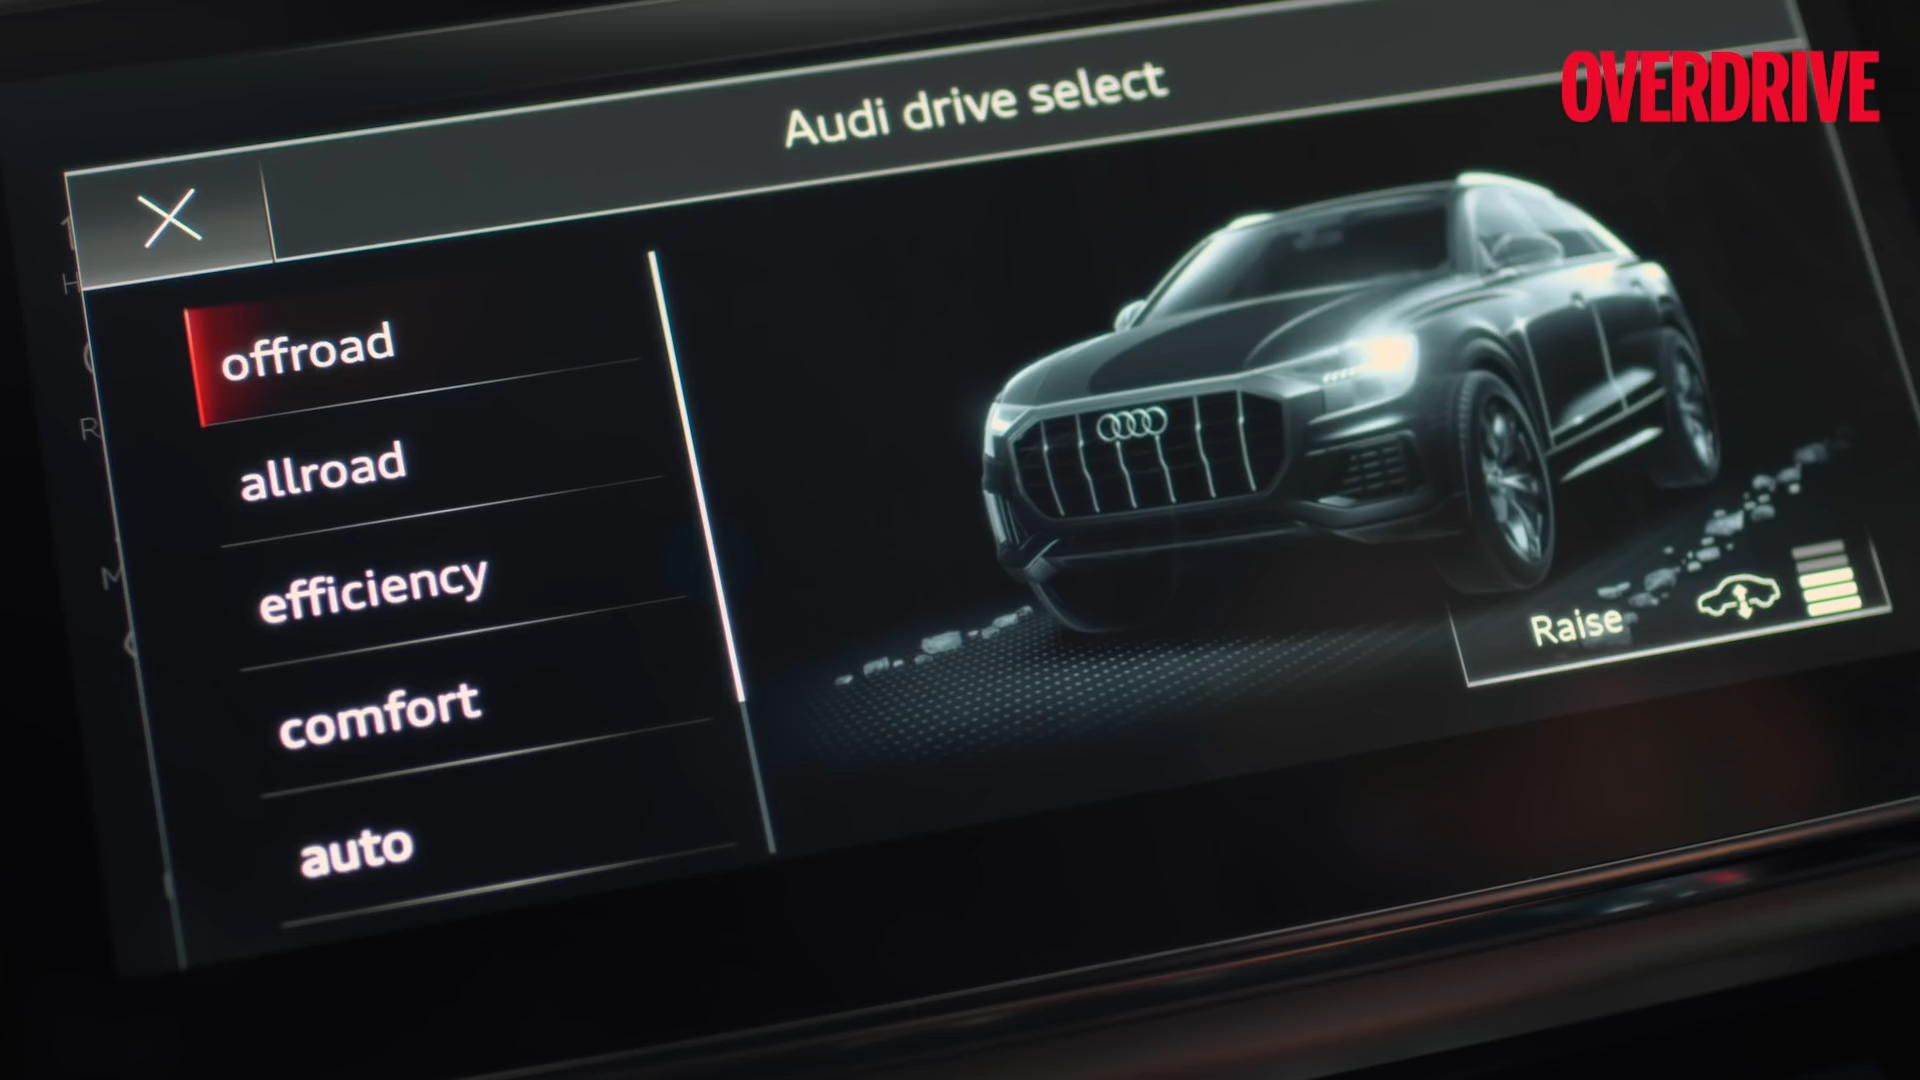 Audi drive select
OVERDRIVE
offroad
allroad
efficiency
comfort
auto
Raise